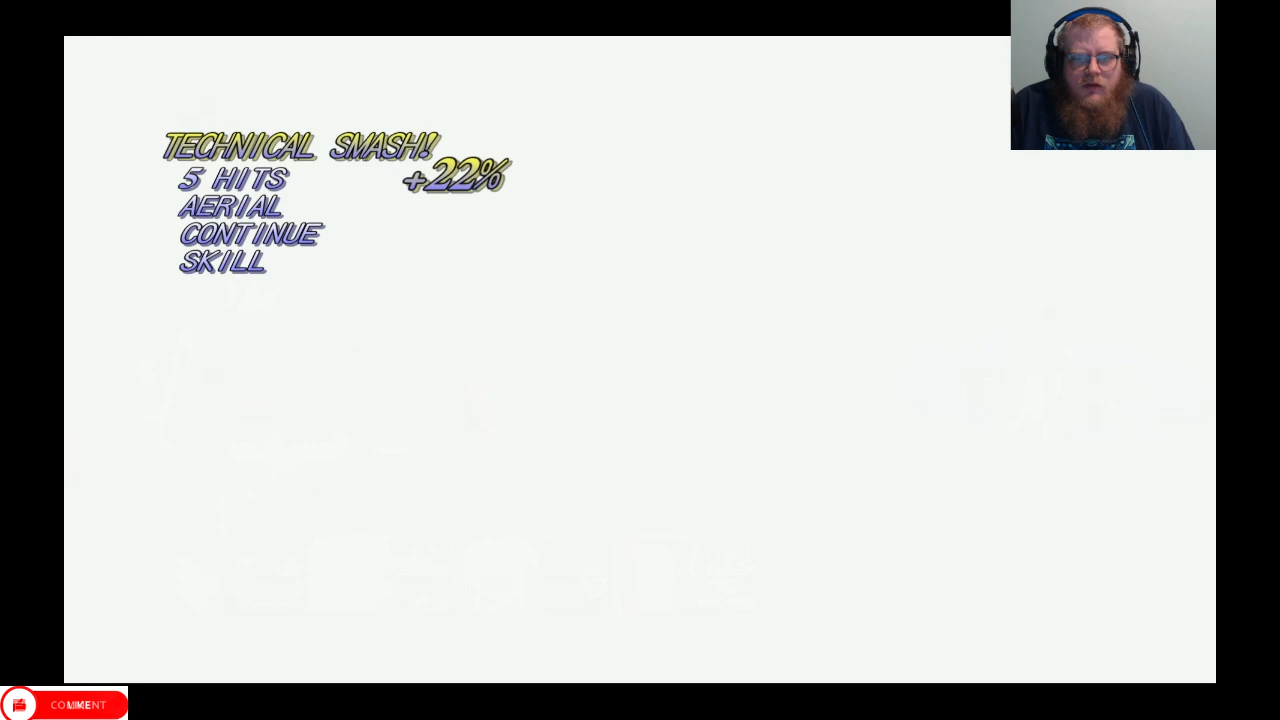 TECHNICAL SMASH!
+22%
5 HITS
AERIAL
CONTINUE
SKILL